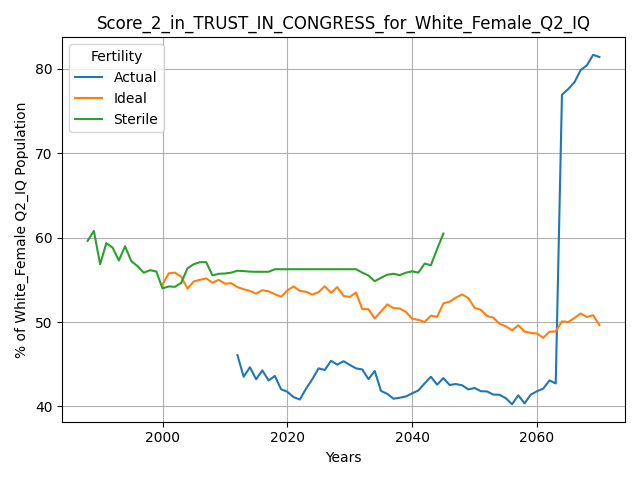 Score_2_in_TRUST_IN_CONGRESS_for_White_Female_Q2_IQ
Fertility
Actual
Ideal
Sterile
% of White_Female Q2_IQ Population
80
70
60
50
40
2000
2020
2040
2060
Years